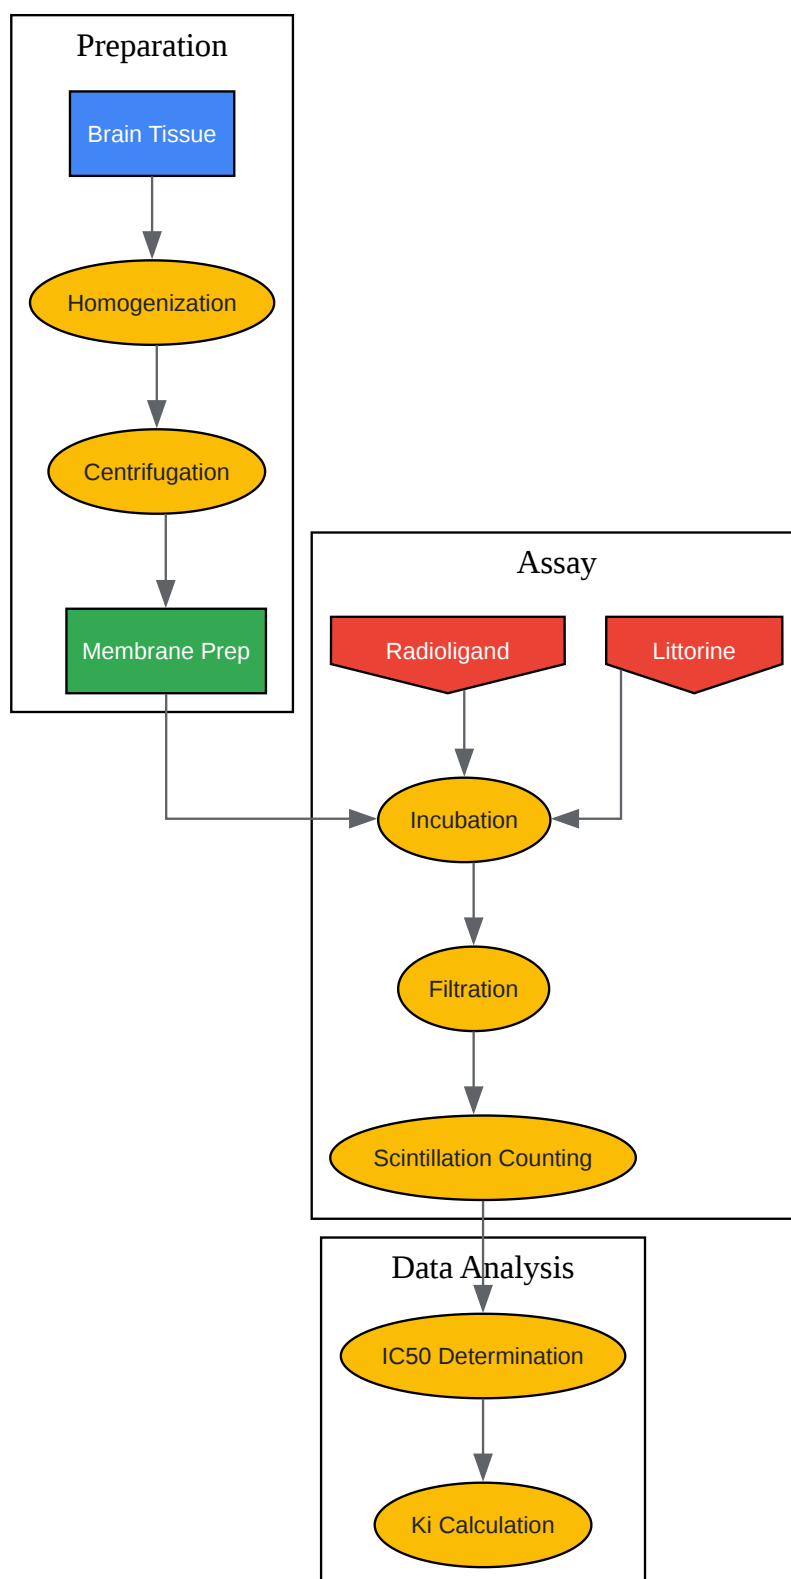 Preparation
Brain Tissue
Homogenization
Centrifugation
Membrane Prep
Assay
Radioligand
Littorine
Incubation
Filtration
Scintillation Counting
Data Analysis
IC50 Determination
Ki Calculation